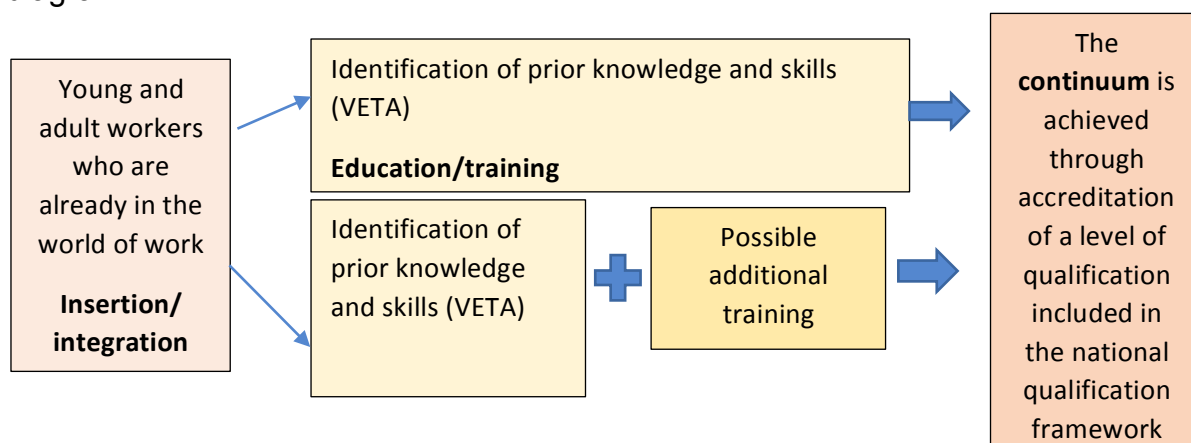 Young and
adult workers
who are
already in the
world of work
Insertion/
integration
Identification of prior knowledge and skills
(VETA)
Education/training
Identification of
prior knowledge
and skills (VETA)
Possible
additional
training
The
continuum is
achieved
through
accreditation
of a level of
qualification
included in
the national
qualification
framework